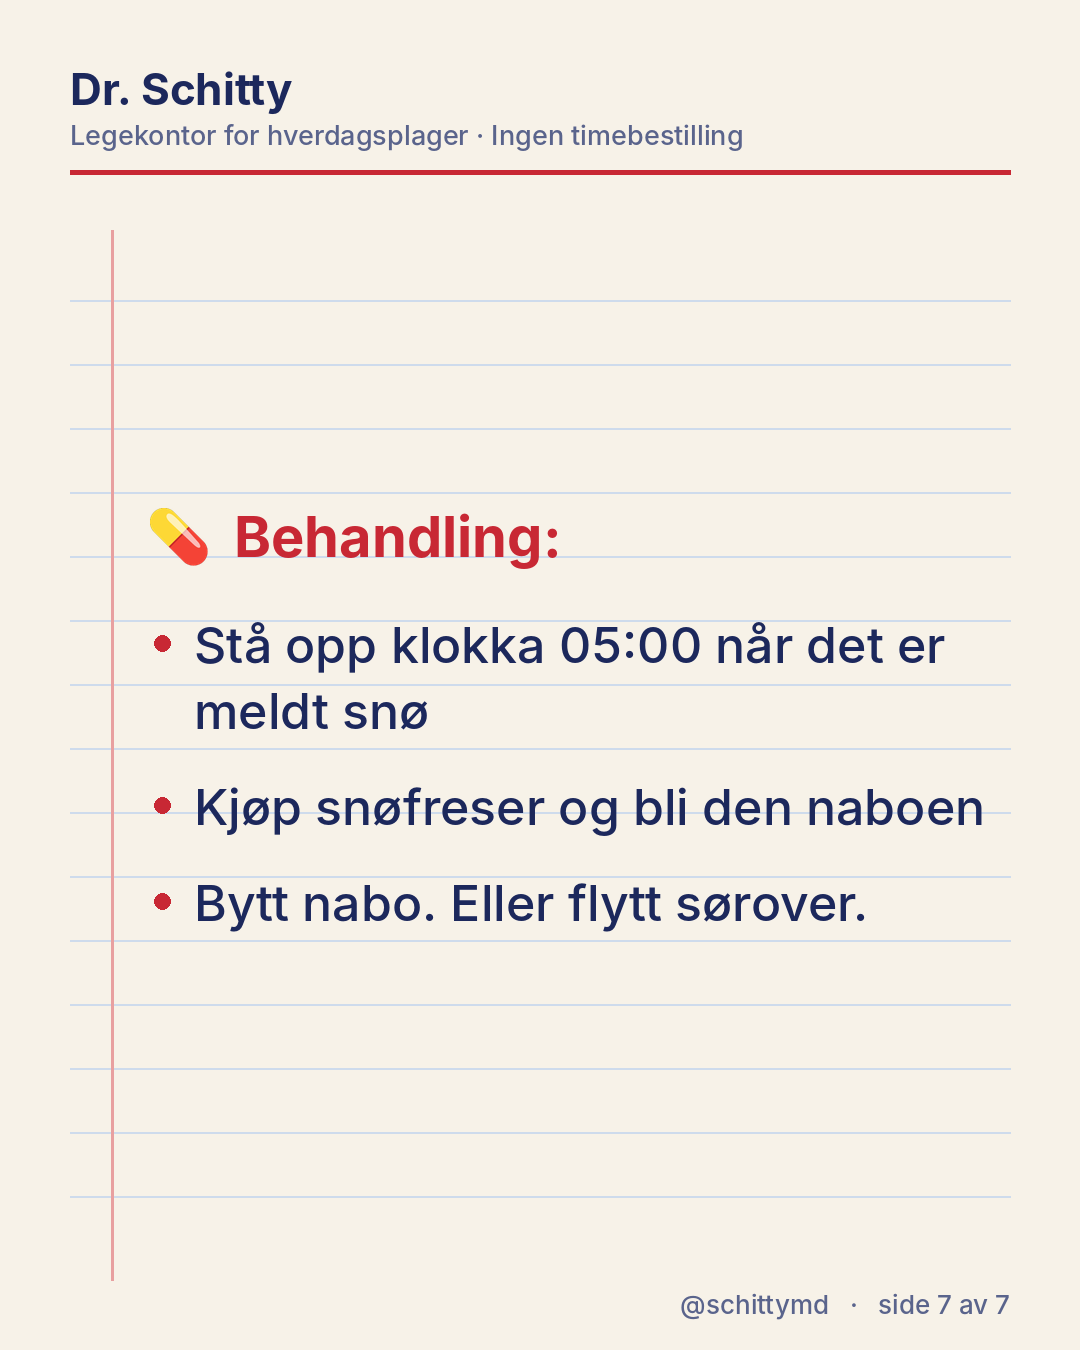 Dr. Schitty
Legekontor for hverdagsplager · Ingen timebestilling
💊 Behandling:
• Stå opp klokka 05:00 når det er
meldt snø
• Kjøp snøfreser og bli den naboen
• Bytt nabo. Eller flytt sørover.
@schittymd · side 7 av 7